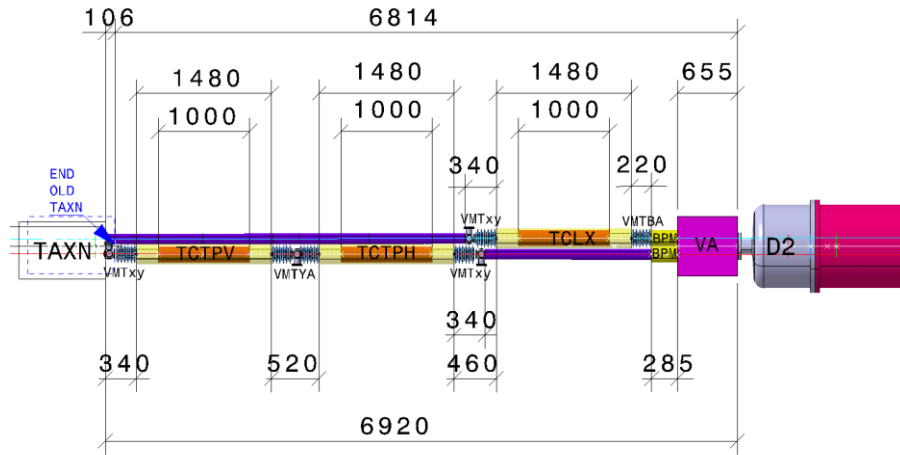 106
6814
1480
1480
1480
655
1000
1000
1000
340
220
END
OLD
TAXN
VMTxy
VMTBA
TAXN
TCTPV
TCTPH
TCLX
BPM
BPM
VA
D2
VMTxy
VMTYA
VMTxy
340
340
520
460
285
6920